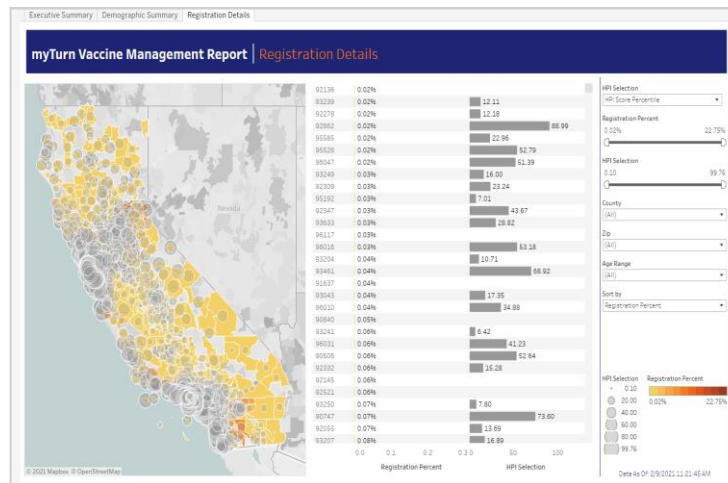 Executive Summary Demographic Summary Registration Details
myTurn Vaccine Management Report | Registration Details
Nevada
© 2021 Mapbox © OpenStreetMap
92136 0.02%
93239 0.02% 12.11
92278 0.02% 12.18
92862 0.02% 88.99
95585 0.02% 22.96
95526 0.02% 52.79
96047 0.02% 51.39
93249 0.03% 16.00
92309 0.03% 23.24
95192 0.03% 7.01
92347 0.03% 43.67
93633 0.03% 28.82
96117 0.03%
96016 0.03% 53.18
93204 0.04% 10.71
93461 0.04% 68.92
91637 0.04%
93043 0.04% 17.35
96010 0.04% 34.88
90840 0.05%
93241 0.06% 6.42
96031 0.06% 41.23
90506 0.06% 52.64
92332 0.06% 15.28
92145 0.06%
92521 0.06%
93250 0.07% 7.80
90747 0.07% 73.60
92055 0.07% 13.69
93207 0.08% 16.89
0.0 0.1 0.2 0.3 0 50 100
Registration Percent HPI Selection
HPI Selection
HPI Score Percentile
Registration Percent
0.02% 22.75%
HPI Selection
0.10 99.76
County
(All)
Zip
(All)
Age Range
(All)
Sort by
Registration Percent
HPI Selection Registration Percent
0.10
20.00 0.02% 22.75%
40.00
60.00
80.00
99.76
Data As Of: 2/9/2021 11:21:45 AM